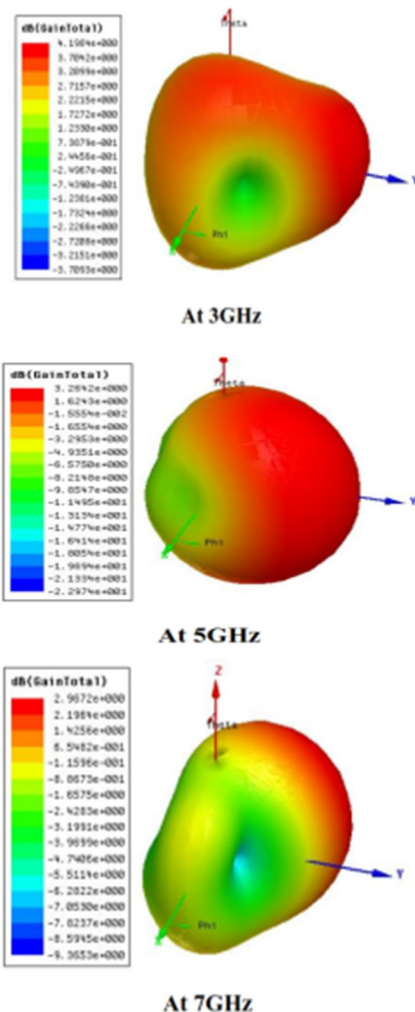 dB(GainTotal)
4.1904e+000
3.7042e+000
3.2099e+000
2.7157e+000
2.2215e+000
1.7272e+000
1.2330e+000
7.3879e-001
2.4456e-001
-2.4967e-001
-7.4390e-001
-1.2381e+000
-1.7324e+000
-2.2266e+000
-2.7208e+000
-3.2151e+000
-3.7093e+000
Theta
Y
Phi
X
At 3GHz
dB(GainTotal)
3.2642e+000
1.6243e+000
-1.5554e-002
-1.6554e+000
-3.2953e+000
-4.9351e+000
-6.5750e+000
-8.2148e+000
-9.8547e+000
-1.1495e+001
-1.3134e+001
-1.4774e+001
-1.6414e+001
-1.8054e+001
-1.9694e+001
-2.1334e+001
-2.2974e+001
Theta
Y
Phi
X
At 5GHz
dB(GainTotal)
2.9672e+000
2.1964e+000
1.4256e+000
6.5482e-001
-1.1596e-001
-8.8673e-001
-1.6575e+000
-2.4283e+000
-3.1991e+000
-3.9699e+000
-4.7406e+000
-5.5114e+000
-6.2822e+000
-7.0530e+000
-7.8237e+000
-8.5945e+000
-9.3653e+000
Z
Theta
Y
Phi
X
At 7GHz